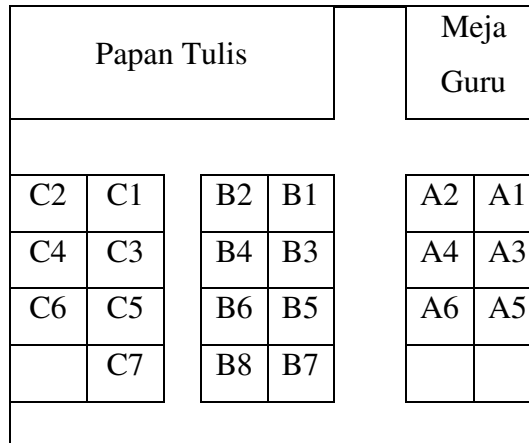 Papan Tulis
Meja
Guru
C2 C1 B2 B1 A2 A1
C4 C3 B4 B3 A4 A3
C6 C5 B6 B5 A6 A5
C7 B8 B7